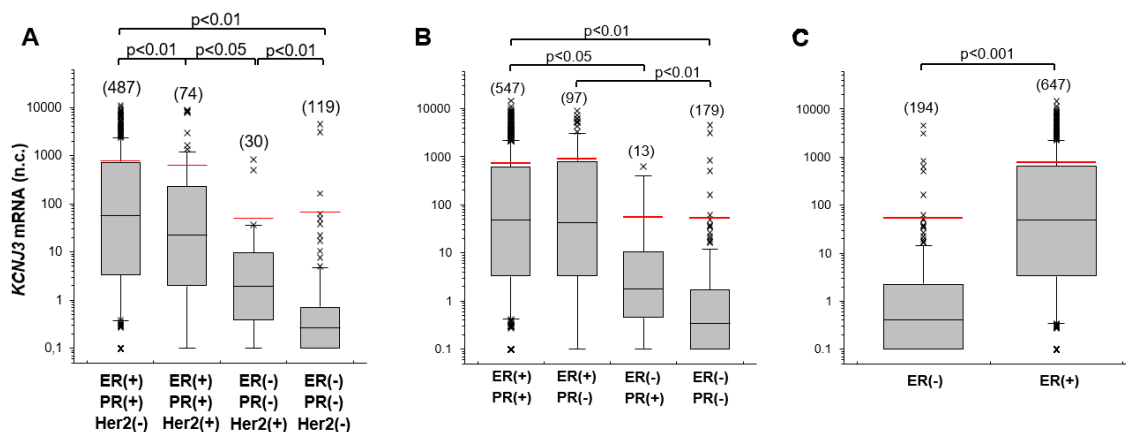 A
p<0.01
p<0.01 p<0.05 p<0.01
(487) (74) (30) (119)
KCNJ3 mRNA (n.c.)
10000
1000
100
10
1
0,1
ER(+) ER(+) ER(-) ER(-)
PR(+) PR(+) PR(-) PR(-)
Her2(-) Her2(+) Her2(+) Her2(-)
B
p<0.01
p<0.05
p<0.01
(547) (97) (13) (179)
10000
1000
100
10
1
0.1
ER(+) ER(+) ER(-) ER(-)
PR(+) PR(-) PR(+) PR(-)
C
p<0.001
(194) (647)
10000
1000
100
10
1
0.1
ER(-) ER(+)